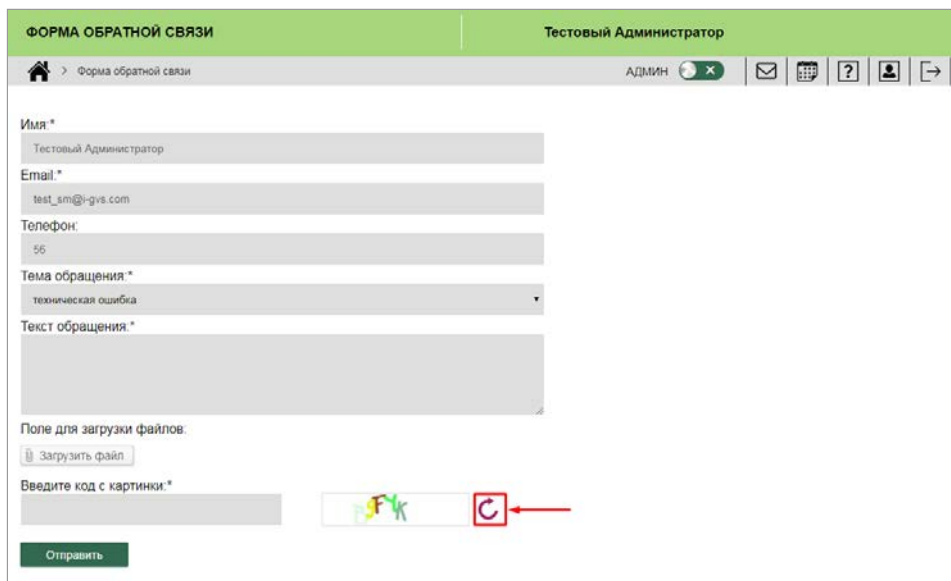 ФОРМА ОБРАТНОЙ СВЯЗИ
Тестовый Администратор
> Форма обратной связи
АДМИН
Имя:*
Тестовый Администратор
Email:*
test_sm@i-gvs.com
Телефон:
56
Тема обращения:*
техническая ошибка
Текст обращения:*
Поле для загрузки файлов:
Загрузить файл
Введите код с картинки:*
Отправить